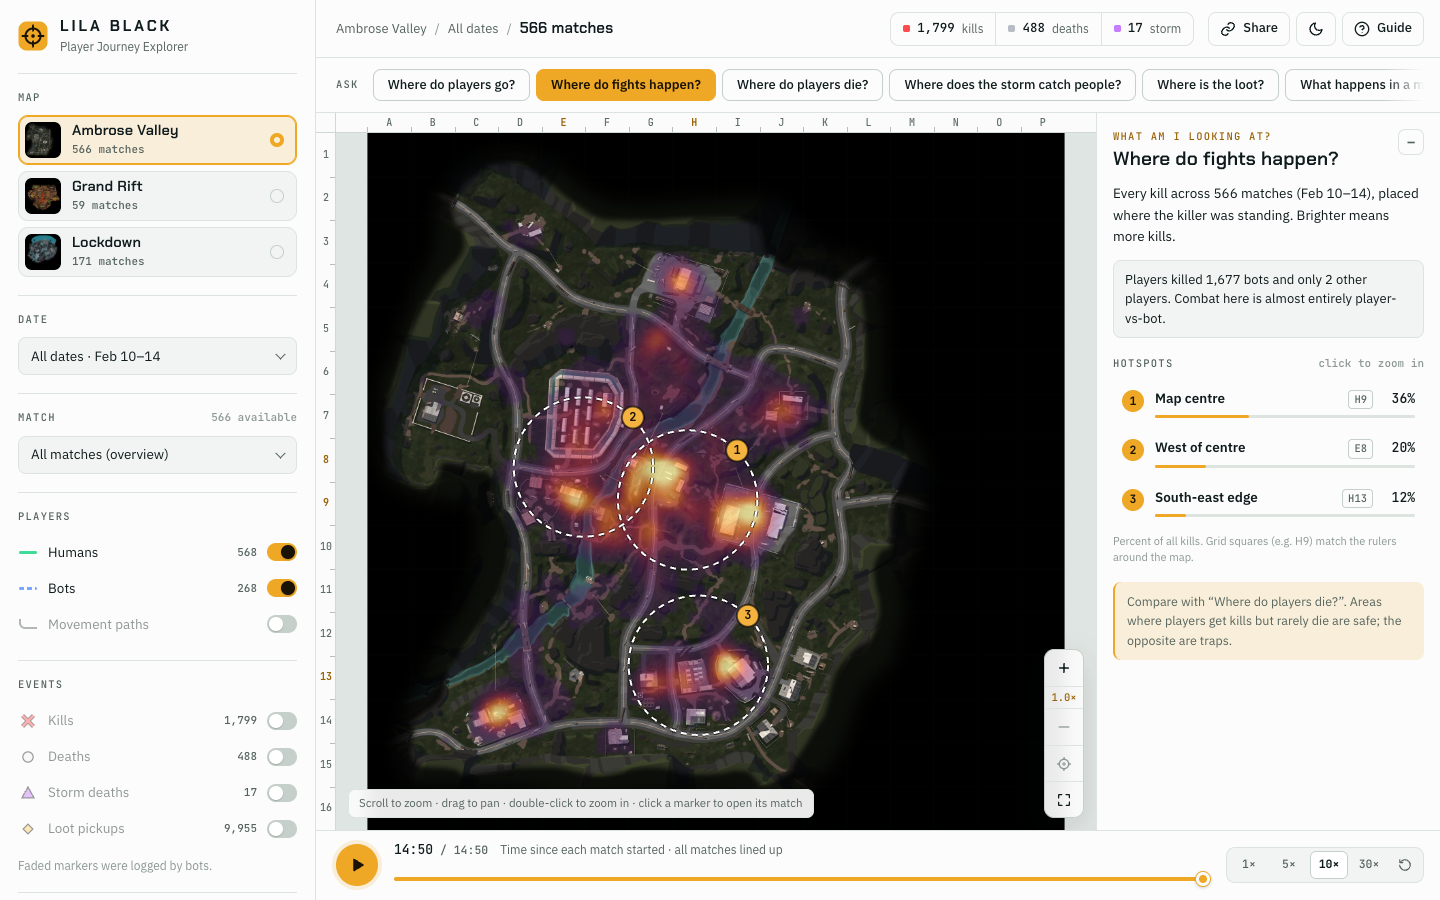 LILA BLACK
Player Journey Explorer
MAP
Ambrose Valley
566 matches
Grand Rift
59 matches
Lockdown
171 matches
DATE
All dates · Feb 10–14
MATCH
566 available
All matches (overview)
PLAYERS
Humans 568
Bots 268
Movement paths
EVENTS
Kills 1,799
Deaths 488
Storm deaths 17
Loot pickups 9,955
Faded markers were logged by bots.
Ambrose Valley / All dates / 566 matches
1,799 kills 488 deaths 17 storm Share Guide
ASK Where do players go? Where do fights happen? Where do players die? Where does the storm catch people? Where is the loot? What happens in a m
A B C D E F G H I J K L M N O P
1
2
3
4
5
6
7
8
9
10
11
12
13
14
15
16
2
1
3
+
1.0×
−
Scroll to zoom · drag to pan · double-click to zoom in · click a marker to open its match
WHAT AM I LOOKING AT?
Where do fights happen?
−
Every kill across 566 matches (Feb 10–14), placed
where the killer was standing. Brighter means
more kills.
Players killed 1,677 bots and only 2 other
players. Combat here is almost entirely player-
vs-bot.
HOTSPOTS click to zoom in
1 Map centre H9 36%
2 West of centre E8 20%
3 South-east edge H13 12%
Percent of all kills. Grid squares (e.g. H9) match the rulers
around the map.
Compare with “Where do players die?”. Areas
where players get kills but rarely die are safe; the
opposite are traps.
14:50 / 14:50 Time since each match started · all matches lined up
1× 5× 10× 30×